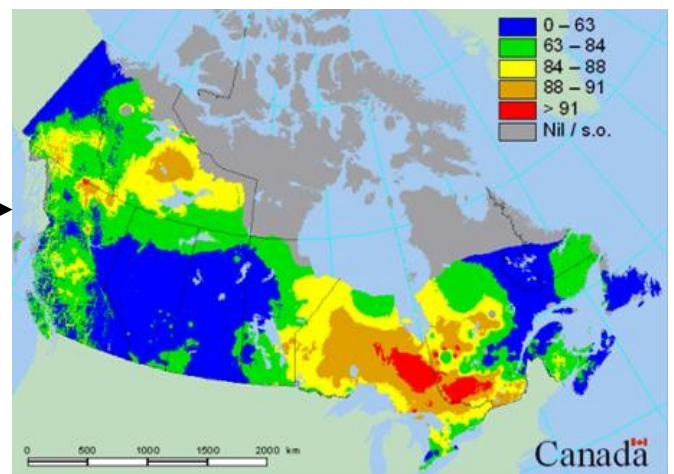 0 – 63
63 – 84
84 – 88
88 – 91
> 91
Nil / s.o.
0 500 1000 1500 2000 km
Canada